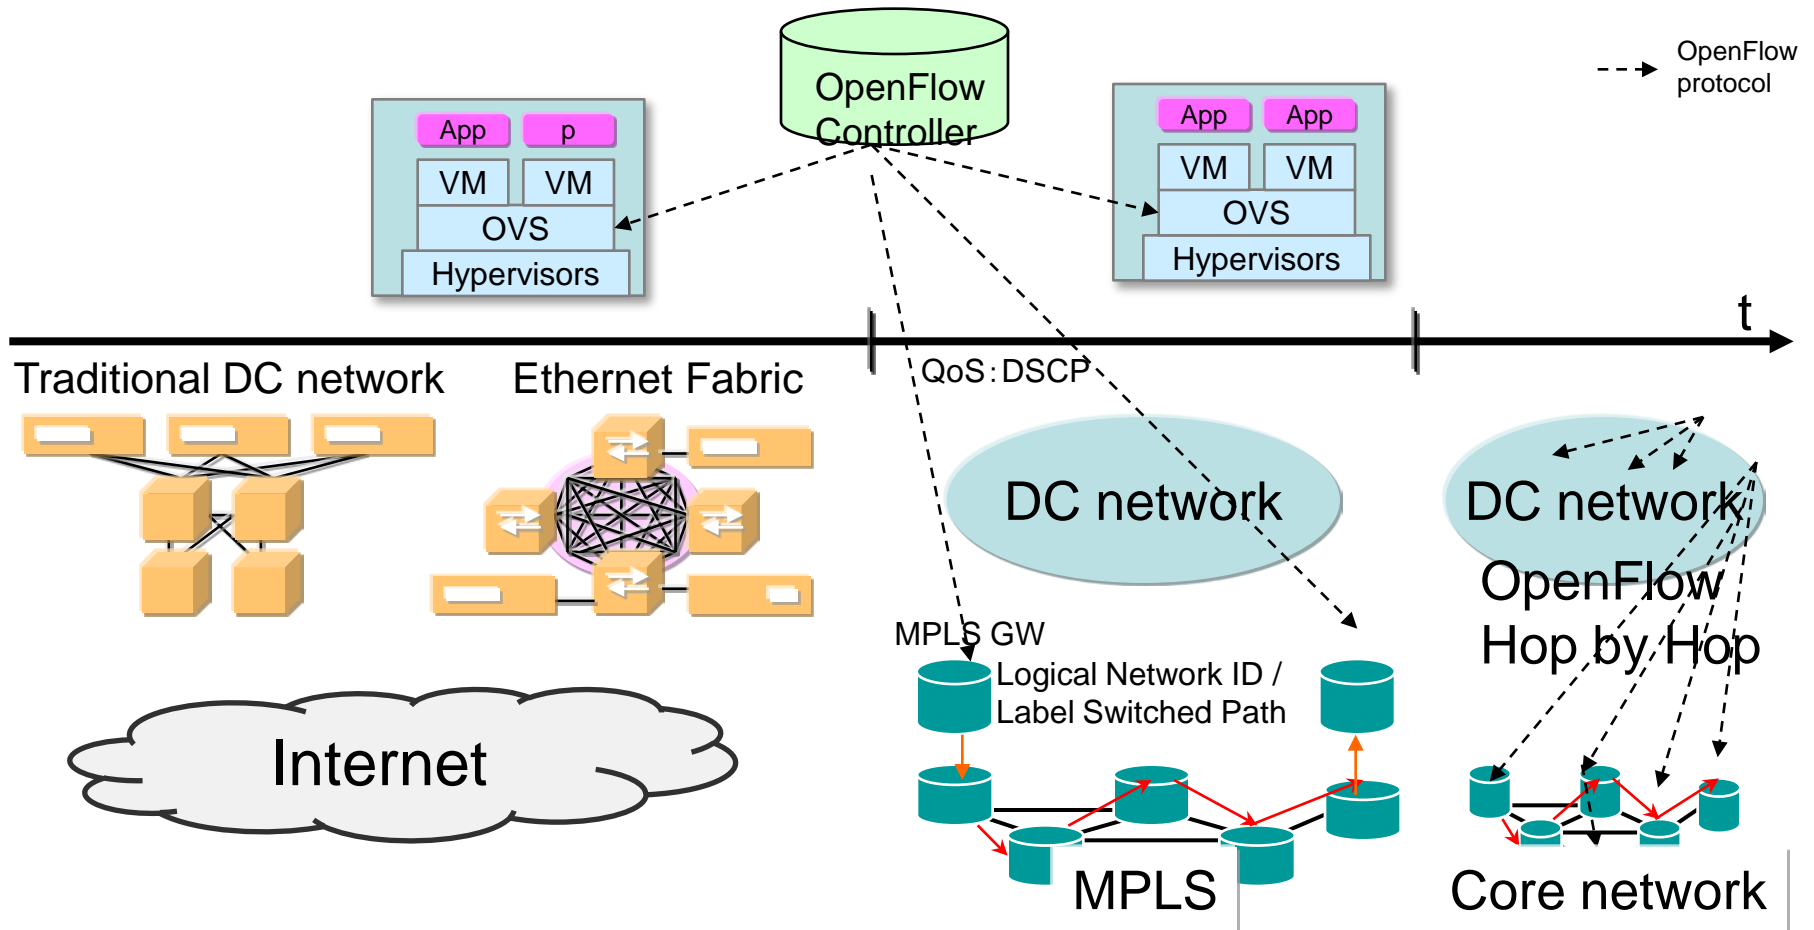 OpenFlow
protocol
OpenFlow
Controller
App
p
VM
VM
OVS
Hypervisors
App
App
VM
VM
OVS
Hypervisors
t
Traditional DC network
Ethernet Fabric
QoS:DSCP
DC network
DC network
OpenFlow
Hop by Hop
MPLS GW
Logical Network ID /
Label Switched Path
Internet
MPLS
Core network